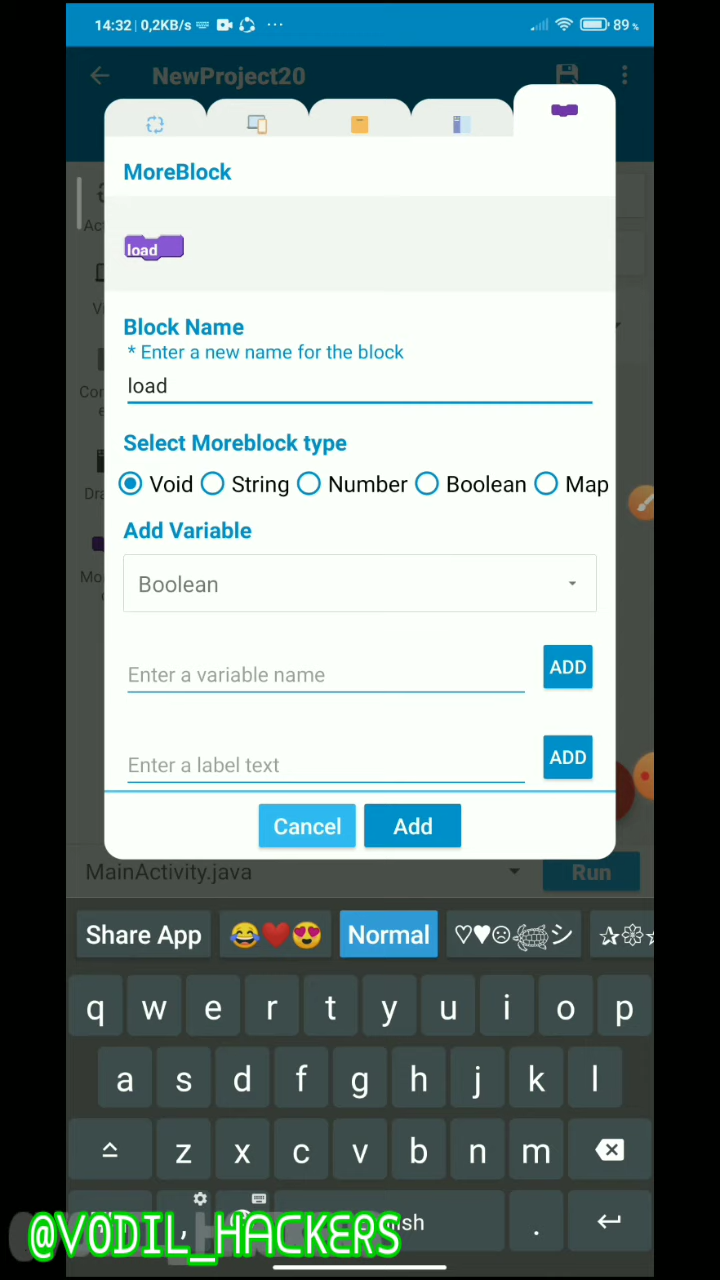 14:32 | 0,2KB/s ··· 89 %
NewProject20
MoreBlock
load
Block Name
* Enter a new name for the block
load
Select Moreblock type
Void String Number Boolean Map
Add Variable
Boolean
Enter a variable name ADD
Enter a label text ADD
Cancel Add
MainActivity.java Run
Share App 😂❤️😍 Normal ♡♥☹シ
q w e r t y u i o p
a s d f g h j k l
z x c v b n m
, .
@VODIL_HACKERS